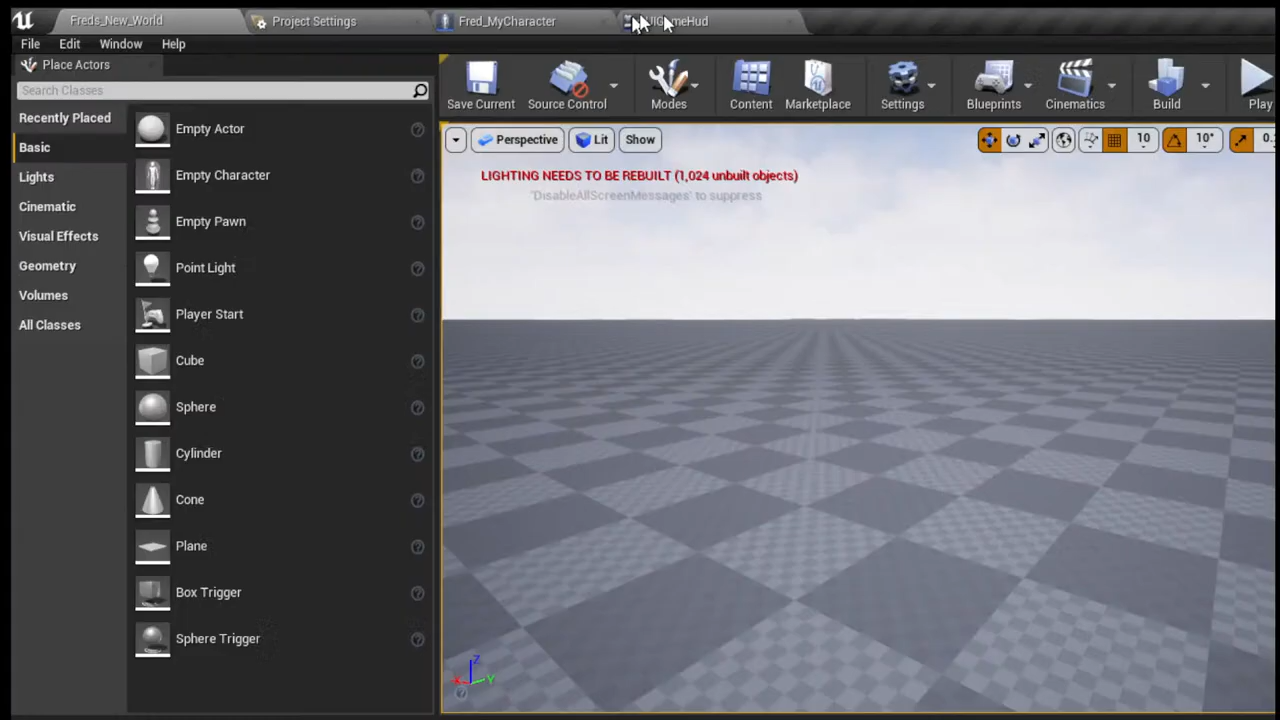 Freds_New_World
Project Settings
Fred_MyCharacter
GameHud
File Edit Window Help
Place Actors
Search Classes
Recently Placed
Basic
Lights
Cinematic
Visual Effects
Geometry
Volumes
All Classes
Empty Actor
Empty Character
Empty Pawn
Point Light
Player Start
Cube
Sphere
Cylinder
Cone
Plane
Box Trigger
Sphere Trigger
Save Current
Source Control
Modes
Content
Marketplace
Settings
Blueprints
Cinematics
Build
Play
Perspective
Lit
Show
10
10°
0.
LIGHTING NEEDS TO BE REBUILT (1,024 unbuilt objects)
'DisableAllScreenMessages' to suppress
Z
X
Y